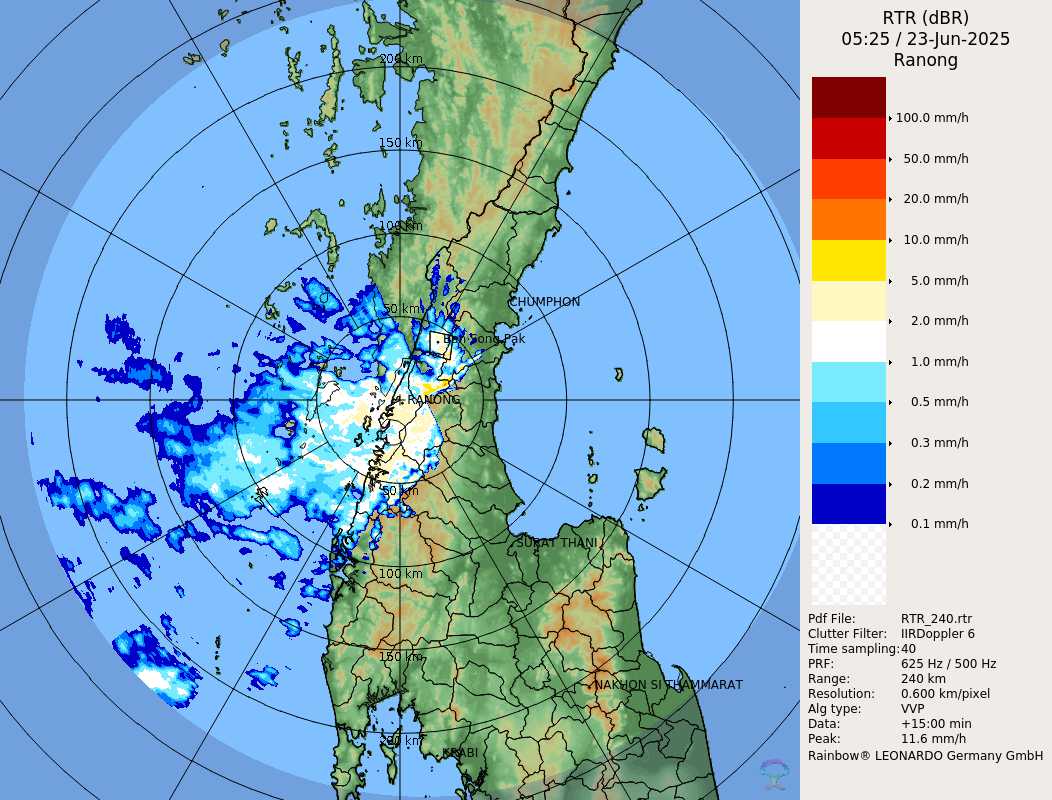 RTR (dBR)
05:25 / 23-Jun-2025
Ranong
100.0 mm/h
50.0 mm/h
20.0 mm/h
10.0 mm/h
5.0 mm/h
2.0 mm/h
1.0 mm/h
0.5 mm/h
0.3 mm/h
0.2 mm/h
0.1 mm/h
Pdf File: RTR_240.rtr
Clutter Filter: IIRDoppler 6
Time sampling:40
PRF: 625 Hz / 500 Hz
Range: 240 km
Resolution: 0.600 km/pixel
Alg type: VVP
Data: +15:00 min
Peak: 11.6 mm/h
Rainbow® LEONARDO Germany GmbH
200 km
150 km
100 km
50 km
CHUMPHON
RANONG
50 km
SURAT THANI
100 km
150 km
NAKHON SI THAMMARAT
200 km
KRABI